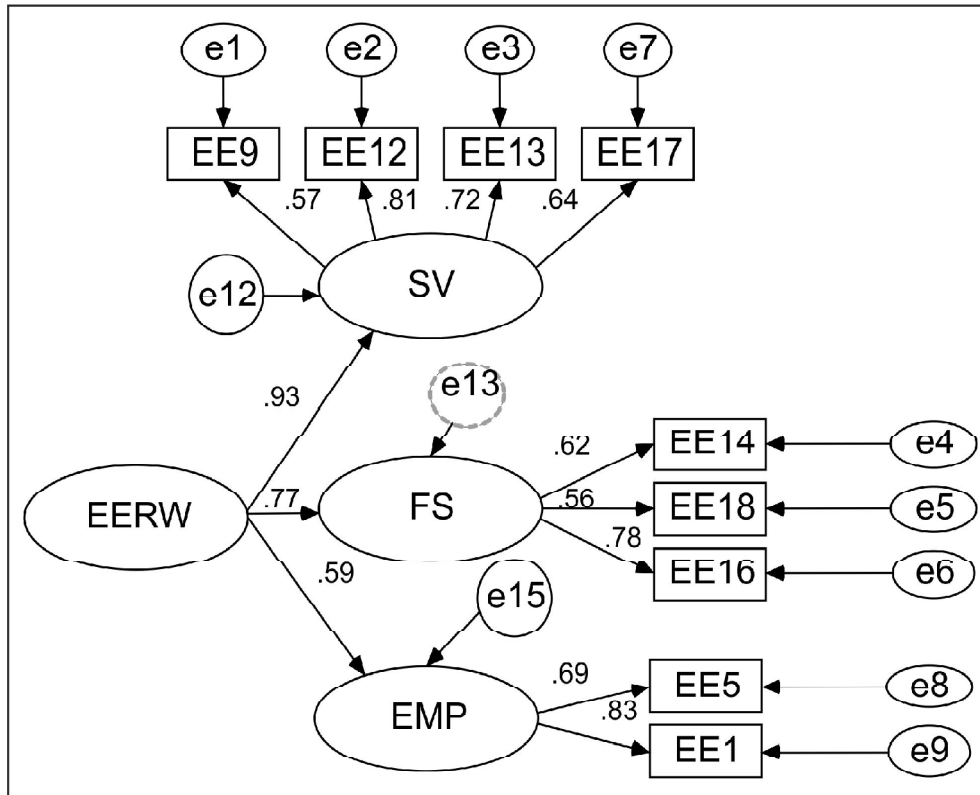 e1 e2 e3 e7
EE9 EE12 EE13 EE17
.57 .81 .72 .64
SV
e12
.93
e13
EERW
.77
FS
.62
.56
.78
EE14 e4
EE18 e5
EE16 e6
.59
e15
EMP
.69
.83
EE5 e8
EE1 e9